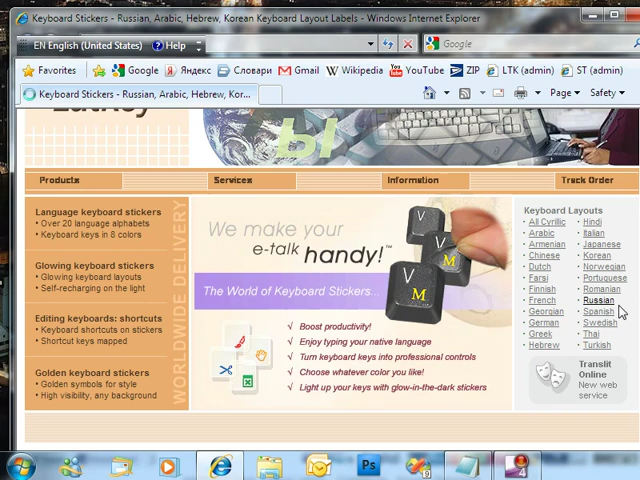 Keyboard Stickers - Russian, Arabic, Hebrew, Korean Keyboard Layout Labels - Windows Internet Explorer
EN English (United States) Help
Google
Favorites Google Яндекс Словари Gmail Wikipedia YouTube ZIP LTK (admin) ST (admin)
Keyboard Stickers - Russian, Arabic, Hebrew, Kor...
Page Safety
Products Services Information Track Order
Language keyboard stickers
• Over 20 language alphabets
• Keyboard keys in 8 colors
Glowing keyboard stickers
• Glowing keyboard layouts
• Self-recharging on the light
Editing keyboards: shortcuts
• Keyboard shortcuts on stickers
• Shortcut keys mapped
Golden keyboard stickers
• Golden symbols for style
• High visibility, any background
WORLDWIDE DELIVERY
We make your
e-talk handy!™
The World of Keyboard Stickers...
V
V
M
V
M
√ Boost productivity!
√ Enjoy typing your native language
√ Turn keyboard keys into professional controls
√ Choose whatever color you like!
√ Light up your keys with glow-in-the-dark stickers
Keyboard Layouts
· All Cyrillic
· Arabic
· Armenian
· Chinese
· Dutch
· Farsi
· Finnish
· French
· Georgian
· German
· Greek
· Hebrew
· Hindi
· Italian
· Japanese
· Korean
· Norwegian
· Portuguese
· Romanian
· Russian
· Spanish
· Swedish
· Thai
· Turkish
Translit
Online
New web
service
Ps